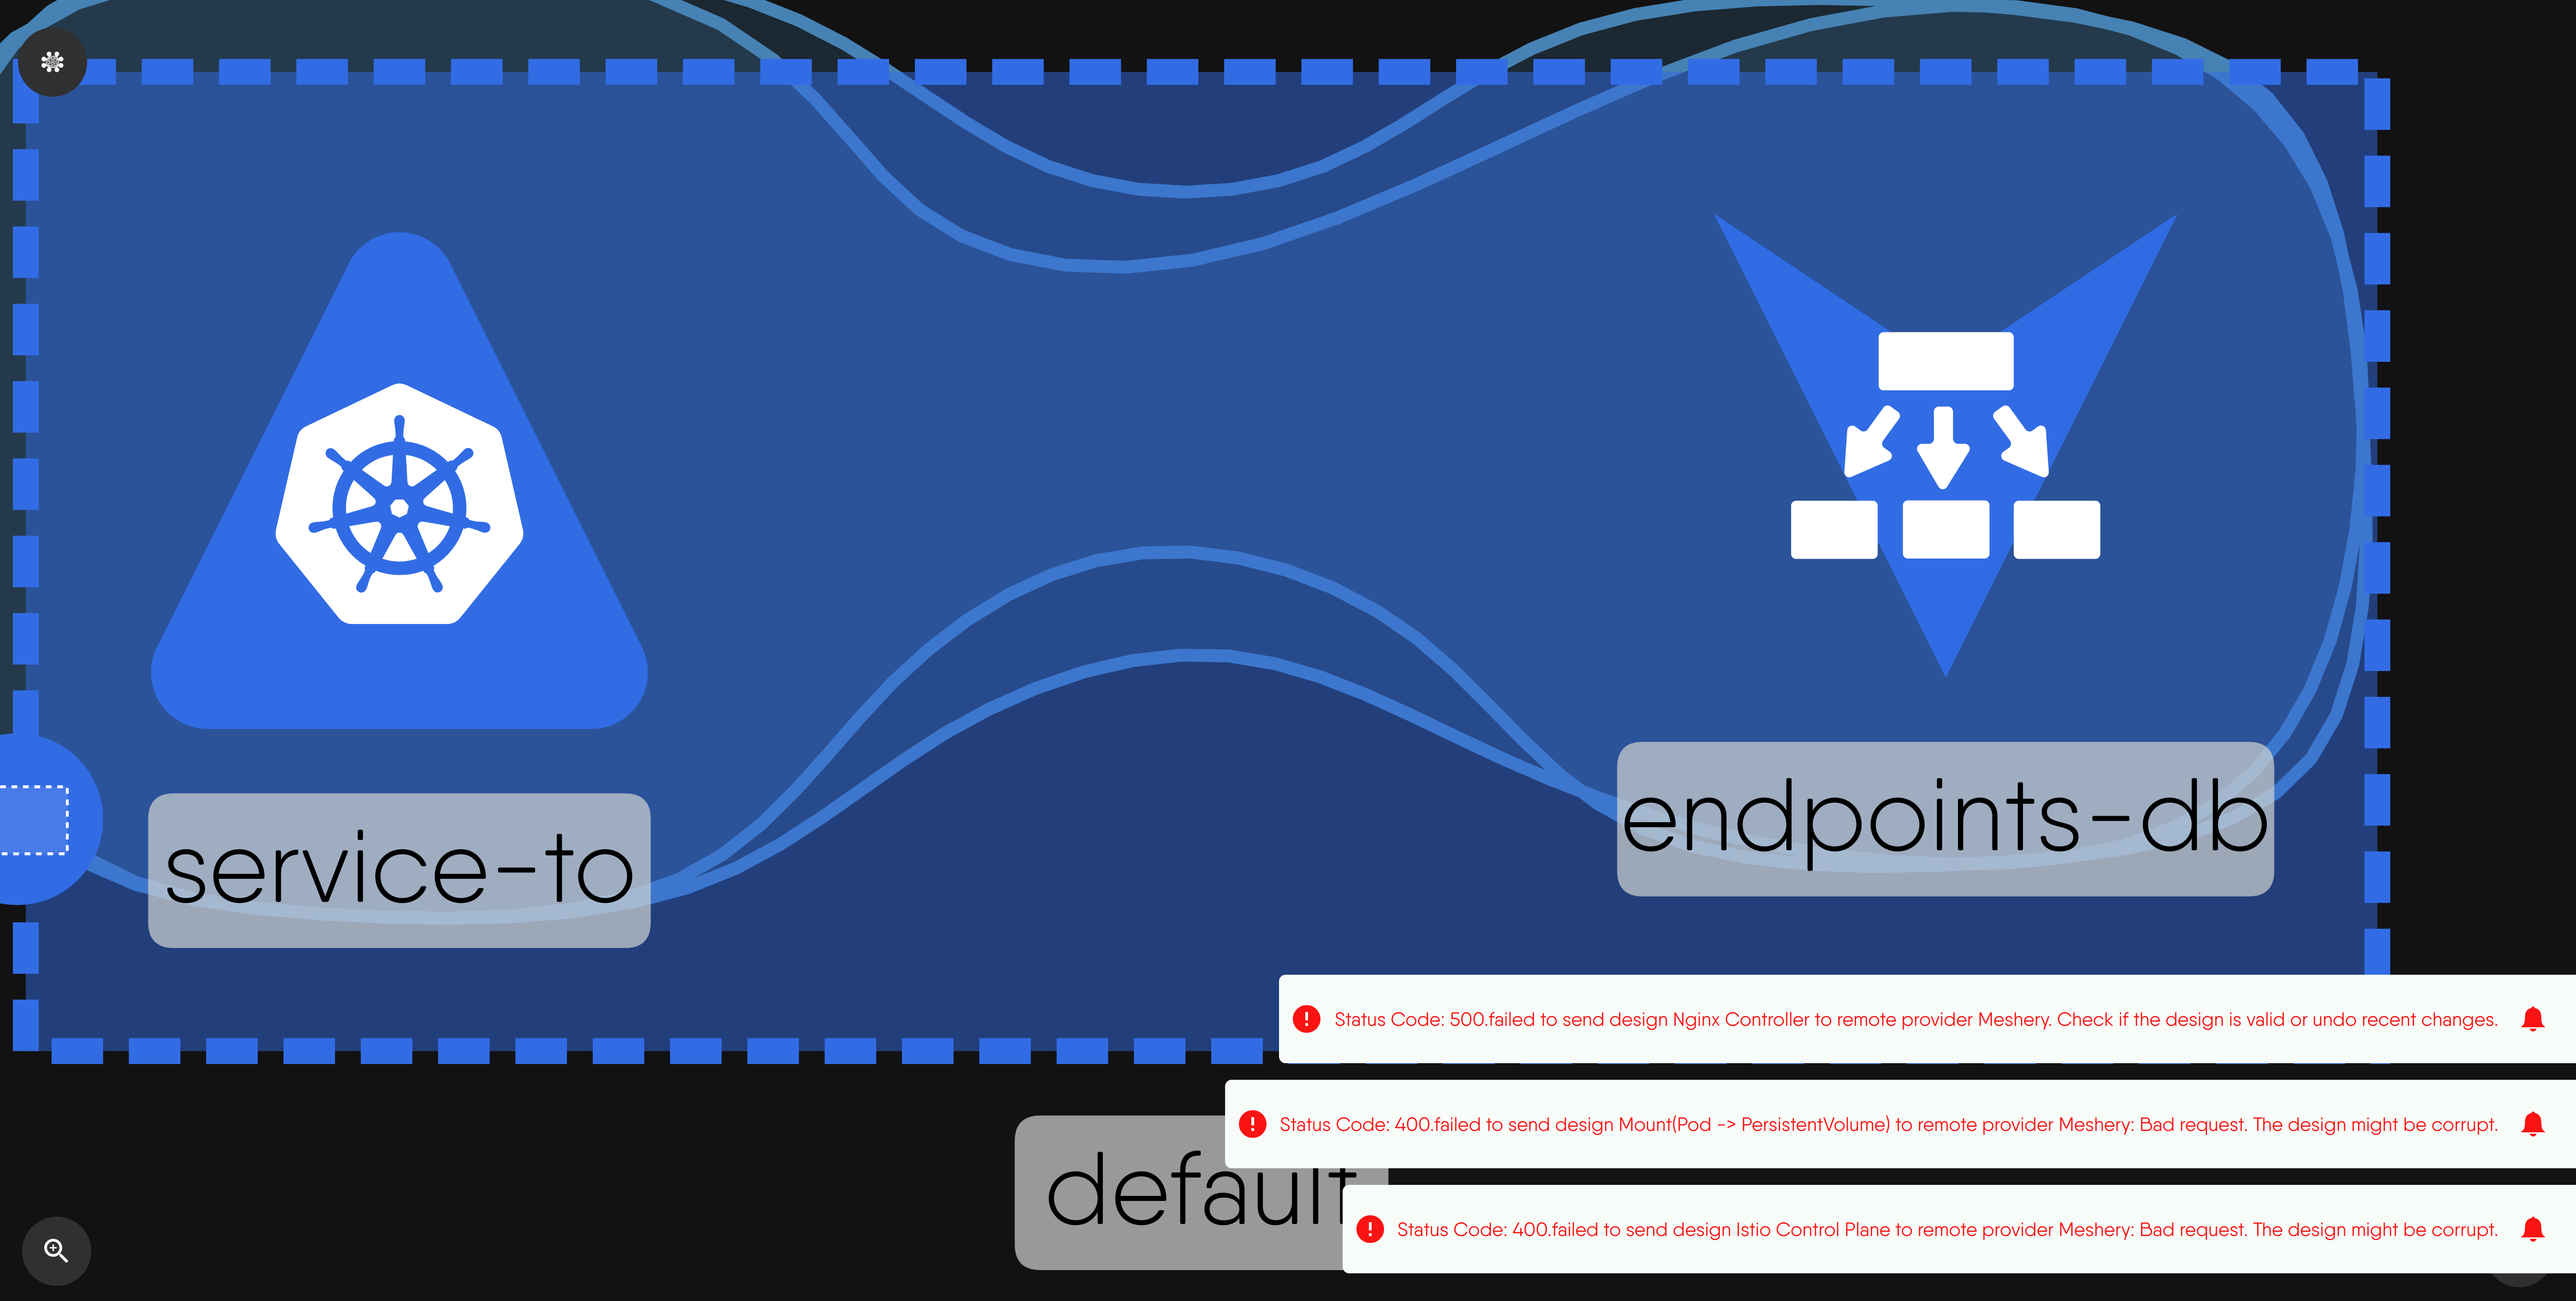 service-to
endpoints-db
Status Code: 500.failed to send design Nginx Controller to remote provider Meshery. Check if the design is valid or undo recent changes.
Status Code: 400.failed to send design Mount(Pod -> PersistentVolume) to remote provider Meshery: Bad request. The design might be corrupt.
default
Status Code: 400.failed to send design Istio Control Plane to remote provider Meshery: Bad request. The design might be corrupt.